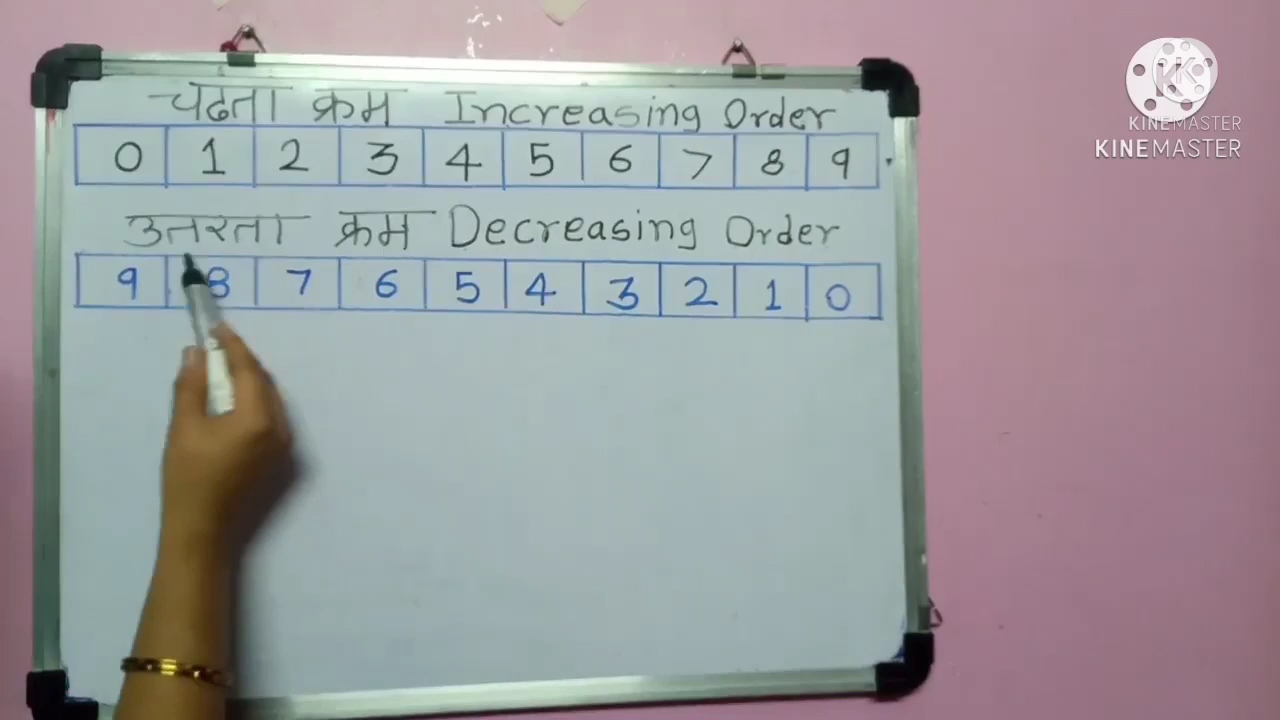 चढता क्रम Increasing Order
0 1 2 3 4 5 6 7 8 9
उतरता क्रम Decreasing Order
9 8 7 6 5 4 3 2 1 0
KINEMASTER
KINEMASTER